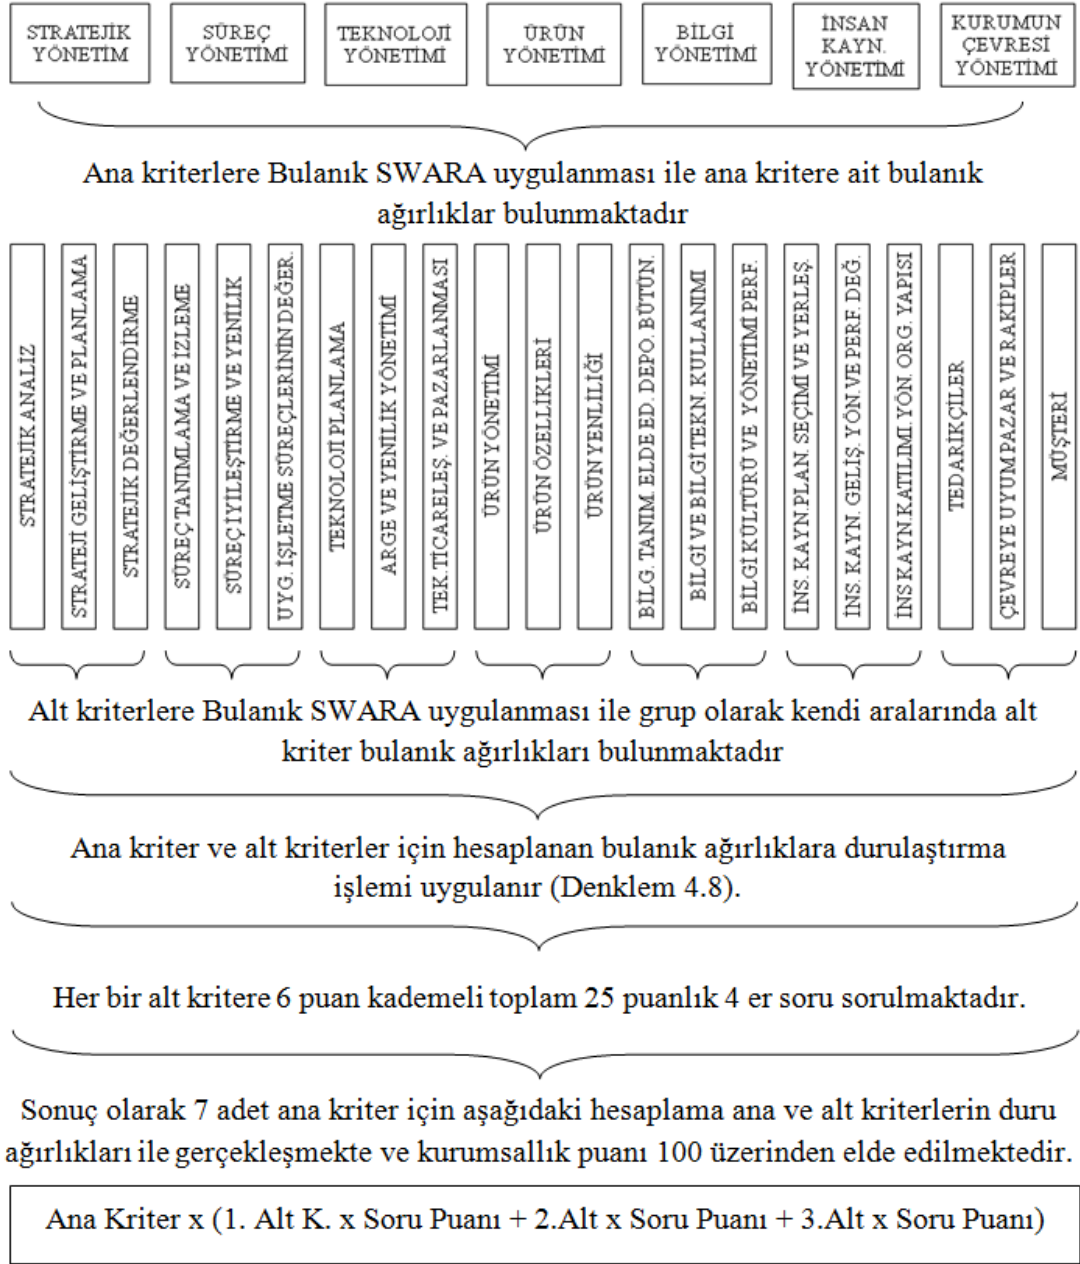 STRATEJİK
YÖNETİM
SÜREÇ
YÖNETİMİ
TEKNOLOJİ
YÖNETİMİ
ÜRÜN
YÖNETİMİ
BİLGİ
YÖNETİMİ
İNSAN
KAYN.
YÖNETİMİ
KURUMUN
ÇEVRESİ
YÖNETİMİ
Ana kriterlere Bulanık SWARA uygulanması ile ana kritere ait bulanık
ağırlıklar bulunmaktadır
STRATEJİK ANALİZ
STRATEJİ GELİŞTİRME VE PLANLAMA
STRATEJİK DEĞERLENDİRME
SÜREÇ TANIMLAMA VE İZLEME
SÜREÇ İYİLEŞTİRME VE YENİLİK
UYG. İŞLETME SÜREÇLERİNİN DEĞER.
TEKNOLOJİ PLANLAMA
ARGE VE YENİLİK YÖNETİMİ
TEK.TİCARELEŞ. VE PAZARLANMASI
ÜRÜN YÖNETİMİ
ÜRÜN ÖZELLİKLERİ
ÜRÜN YENLİLİĞİ
BİLG. TANIM. ELDE ED. DEPO. BÜTÜN.
BİLGİ VE BİLGİ TEKN. KULLANIMI
BİLGİ KÜLTÜRÜ VE YÖNETİMİ PERF.
İNS. KAYN.PLAN. SEÇİMİ VE YERLEŞ.
İNS. KAYN. GELİŞ. YÖN. VE PERF. DEĞ.
İNS KAYN.KATILIMI. YÖN. ORG. YAPISI
TEDARİKÇİLER
ÇEVREYE UYUM PAZAR VE RAKİPLER
MÜŞTERİ
Alt kriterlere Bulanık SWARA uygulanması ile grup olarak kendi aralarında alt
kriter bulanık ağırlıkları bulunmaktadır
Ana kriter ve alt kriterler için hesaplanan bulanık ağırlıklara durulaştırma
işlemi uygulanır (Denklem 4.8).
Her bir alt kritere 6 puan kademeli toplam 25 puanlık 4 er soru sorulmaktadır.
Sonuç olarak 7 adet ana kriter için aşağıdaki hesaplama ana ve alt kriterlerin duru
ağırlıkları ile gerçekleşmekte ve kurumsallık puanı 100 üzerinden elde edilmektedir.
Ana Kriter x (1. Alt K. x Soru Puanı + 2.Alt x Soru Puanı + 3.Alt x Soru Puanı)